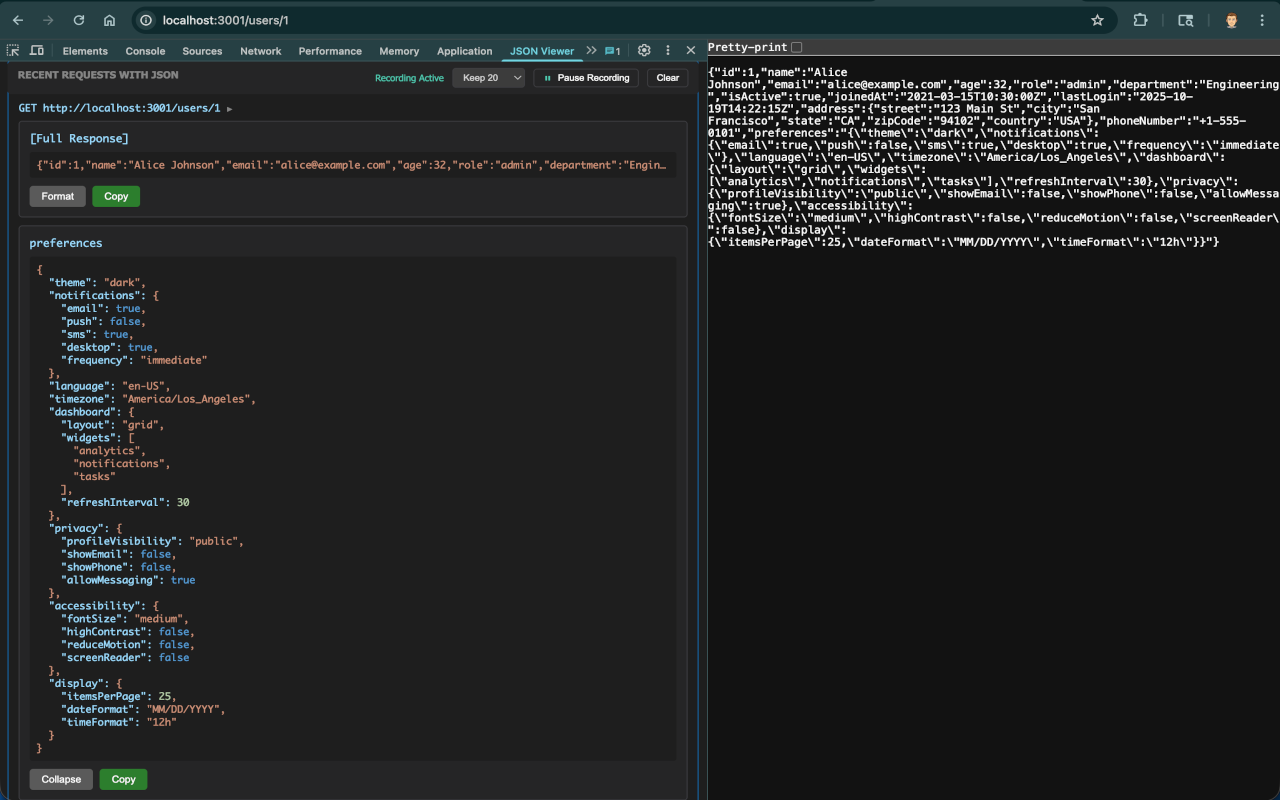 localhost:3001/users/1
Elements Console Sources Network Performance Memory Application JSON Viewer 1
RECENT REQUESTS WITH JSON Recording Active Keep 20 Pause Recording Clear
GET http://localhost:3001/users/1
[Full Response]
{"id":1,"name":"Alice Johnson","email":"alice@example.com","age":32,"role":"admin","department":"Engin…
Format Copy
preferences
{
  "theme": "dark",
  "notifications": {
    "email": true,
    "push": false,
    "sms": true,
    "desktop": true,
    "frequency": "immediate"
  },
  "language": "en-US",
  "timezone": "America/Los_Angeles",
  "dashboard": {
    "layout": "grid",
    "widgets": [
      "analytics",
      "notifications",
      "tasks"
    ],
    "refreshInterval": 30
  },
  "privacy": {
    "profileVisibility": "public",
    "showEmail": false,
    "showPhone": false,
    "allowMessaging": true
  },
  "accessibility": {
    "fontSize": "medium",
    "highContrast": false,
    "reduceMotion": false,
    "screenReader": false
  },
  "display": {
    "itemsPerPage": 25,
    "dateFormat": "MM/DD/YYYY",
    "timeFormat": "12h"
  }
}
Collapse Copy
Pretty-print
{"id":1,"name":"Alice
Johnson","email":"alice@example.com","age":32,"role":"admin","department":"Engineering
","isActive":true,"joinedAt":"2021-03-15T10:30:00Z","lastLogin":"2025-10-
19T14:22:15Z","address":{"street":"123 Main St","city":"San
Francisco","state":"CA","zipCode":"94102","country":"USA"},"phoneNumber":"+1-555-
0101","preferences":"{\"theme\":\"dark\",\"notifications\":
{\"email\":true,\"push\":false,\"sms\":true,\"desktop\":true,\"frequency\":\"immediate
\"},\"language\":\"en-US\",\"timezone\":\"America/Los_Angeles\",\"dashboard\":
{\"layout\":\"grid\",\"widgets\":
[\"analytics\",\"notifications\",\"tasks\"],\"refreshInterval\":30},\"privacy\":
{\"profileVisibility\":\"public\",\"showEmail\":false,\"showPhone\":false,\"allowMessa
ging\":true},\"accessibility\":
{\"fontSize\":\"medium\",\"highContrast\":false,\"reduceMotion\":false,\"screenReader\
":false},\"display\":
{\"itemsPerPage\":25,\"dateFormat\":\"MM/DD/YYYY\",\"timeFormat\":\"12h\"}}"}